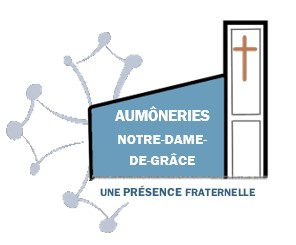 AUMÔNERIES
NOTRE-DAME-
DE-GRÂCE
UNE PRÉSENCE FRATERNELLE